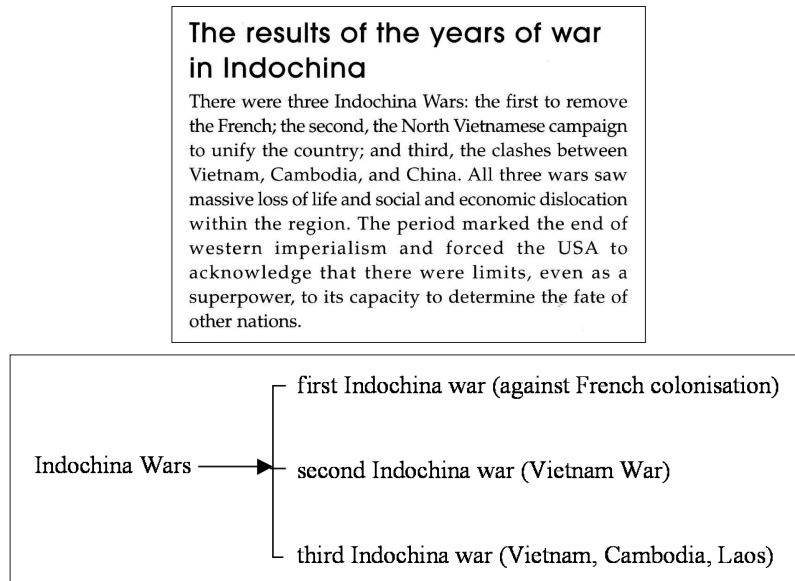 The results of the years of war
in Indochina
There were three Indochina Wars: the first to remove
the French; the second, the North Vietnamese campaign
to unify the country; and third, the clashes between
Vietnam, Cambodia, and China. All three wars saw
massive loss of life and social and economic dislocation
within the region. The period marked the end of
western imperialism and forced the USA to
acknowledge that there were limits, even as a
superpower, to its capacity to determine the fate of
other nations.
first Indochina war (against French colonisation)
Indochina Wars
second Indochina war (Vietnam War)
third Indochina war (Vietnam, Cambodia, Laos)